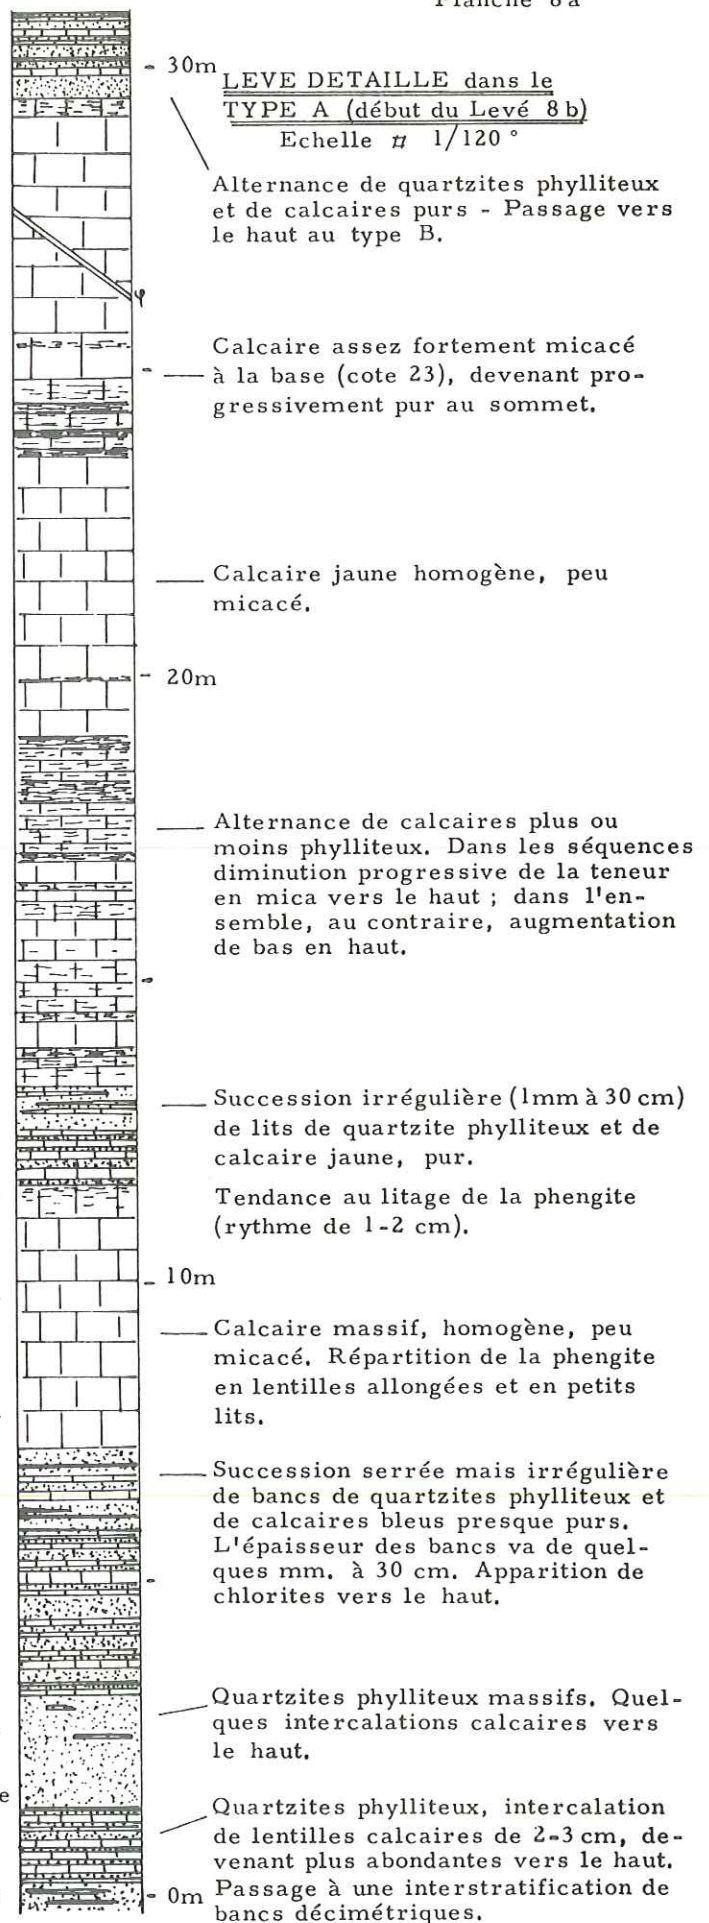 Planche 8a
30m
LEVE DETAILLE dans le
TYPE A (début du Levé 8b)
Echelle # 1/120°
Alternance de quartzites phylliteux
et de calcaires purs - Passage vers
le haut au type B.
φ
Calcaire assez fortement micacé
à la base (cote 23), devenant pro-
gressivement pur au sommet.
Calcaire jaune homogène, peu
micacé.
20m
Alternance de calcaires plus ou
moins phylliteux. Dans les séquences
diminution progressive de la teneur
en mica vers le haut ; dans l'en-
semble, au contraire, augmentation
de bas en haut.
Succession irrégulière (1mm à 30 cm)
de lits de quartzite phylliteux et de
calcaire jaune, pur.
Tendance au litage de la phengite
(rythme de 1-2 cm).
10m
Calcaire massif, homogène, peu
micacé. Répartition de la phengite
en lentilles allongées et en petits
lits.
Succession serrée mais irrégulière
de bancs de quartzites phylliteux et
de calcaires bleus presque purs.
L'épaisseur des bancs va de quel-
ques mm. à 30 cm. Apparition de
chlorites vers le haut.
Quartzites phylliteux massifs. Quel-
ques intercalations calcaires vers
le haut.
e
Quartzites phylliteux, intercalation
de lentilles calcaires de 2-3 cm, de-
venant plus abondantes vers le haut.
0m Passage à une interstratification de
bancs décimétriques.